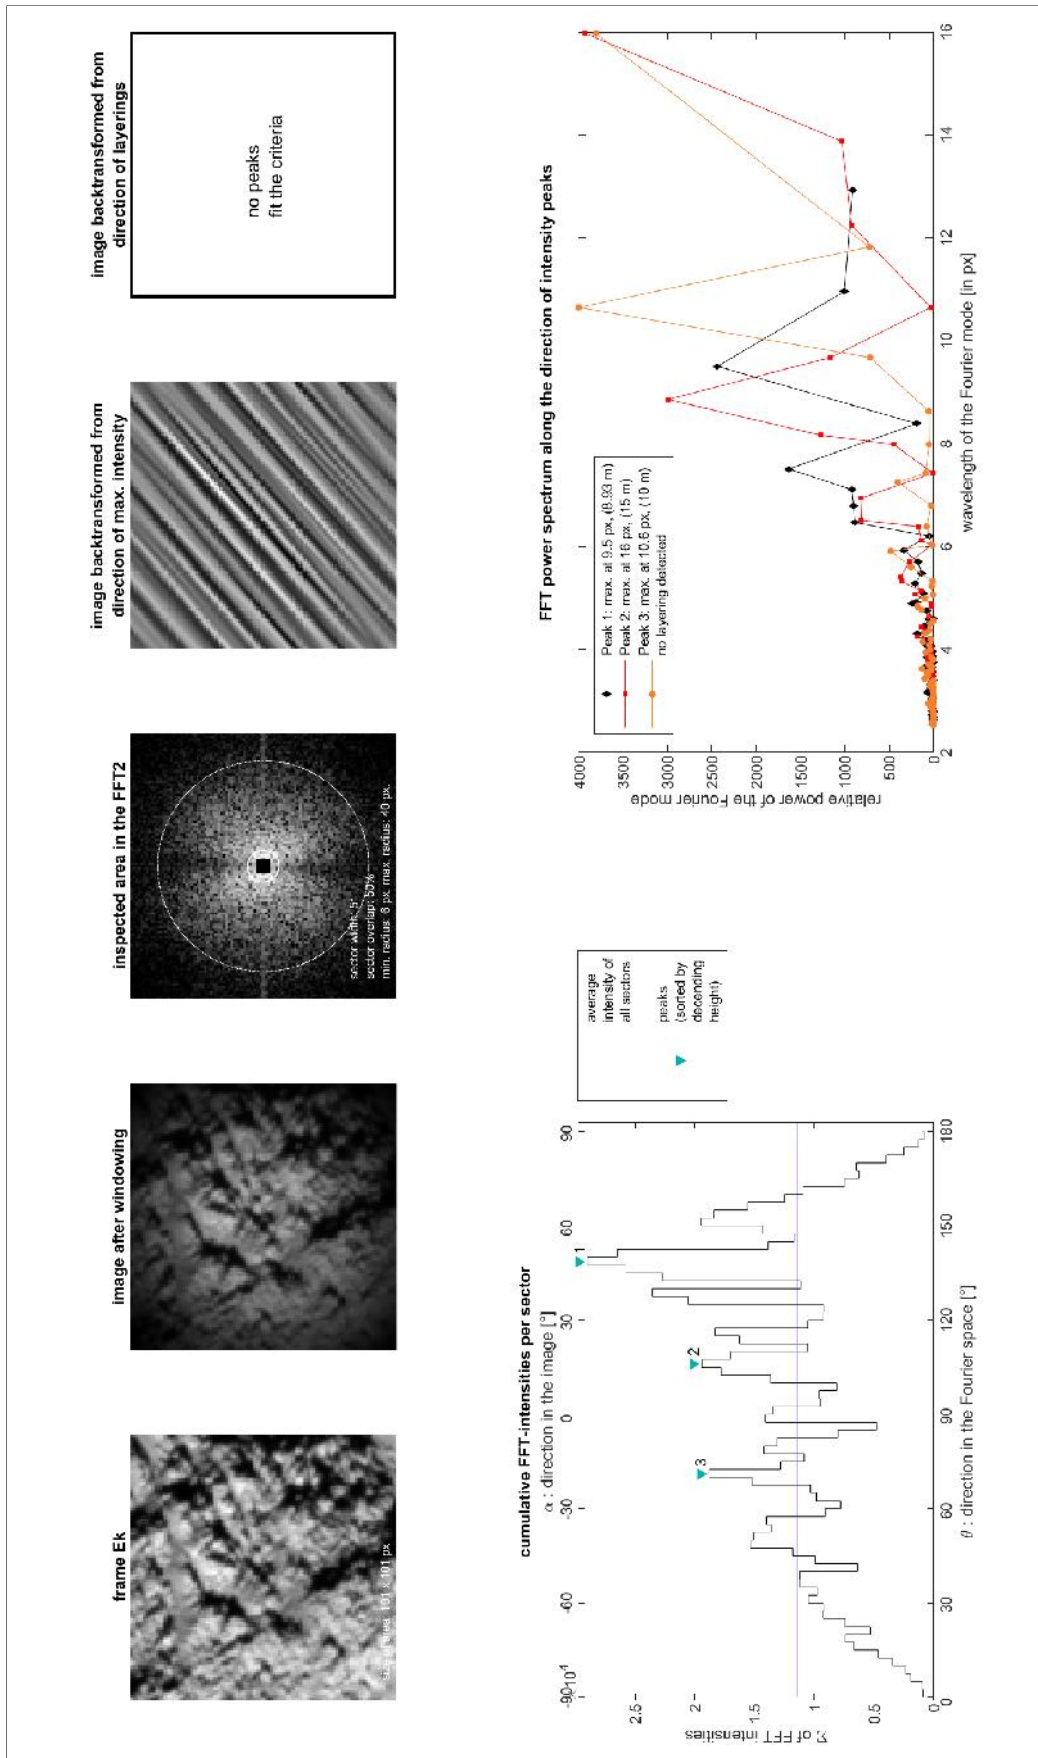 frame Ek
size of area: 101 x 101 px
image after windowing
inspected area in the FFT2
sector width: 5°
sector overlap: 50%
min. radius: 6 px, max. radius: 40 px.
image backtransformed from
direction of max. intensity
image backtransformed from
direction of layerings
no peaks
fit the criteria
cumulative FFT-intensities per sector
α : direction in the image [°]
-90 -60 -30 0 30 60 90
10⁴
2.5
2
1.5
1
0.5
0
Σ of FFT intensities
1
2
3
0 30 60 90 120 150 180
θ : direction in the Fourier space [°]
average
intensity of
all sectors
peaks
(sorted by
decending
height)
FFT power spectrum along the direction of intensity peaks
4000
3500
3000
2500
2000
1500
1000
500
0
relative power of the Fourier mode
Peak 1: max. at 9.5 px, (8.93 m)
Peak 2: max. at 16 px, (15 m)
Peak 3: max. at 10.6 px, (10 m)
no layering detected
2 4 6 8 10 12 14 16
wavelength of the Fourier mode [in px]